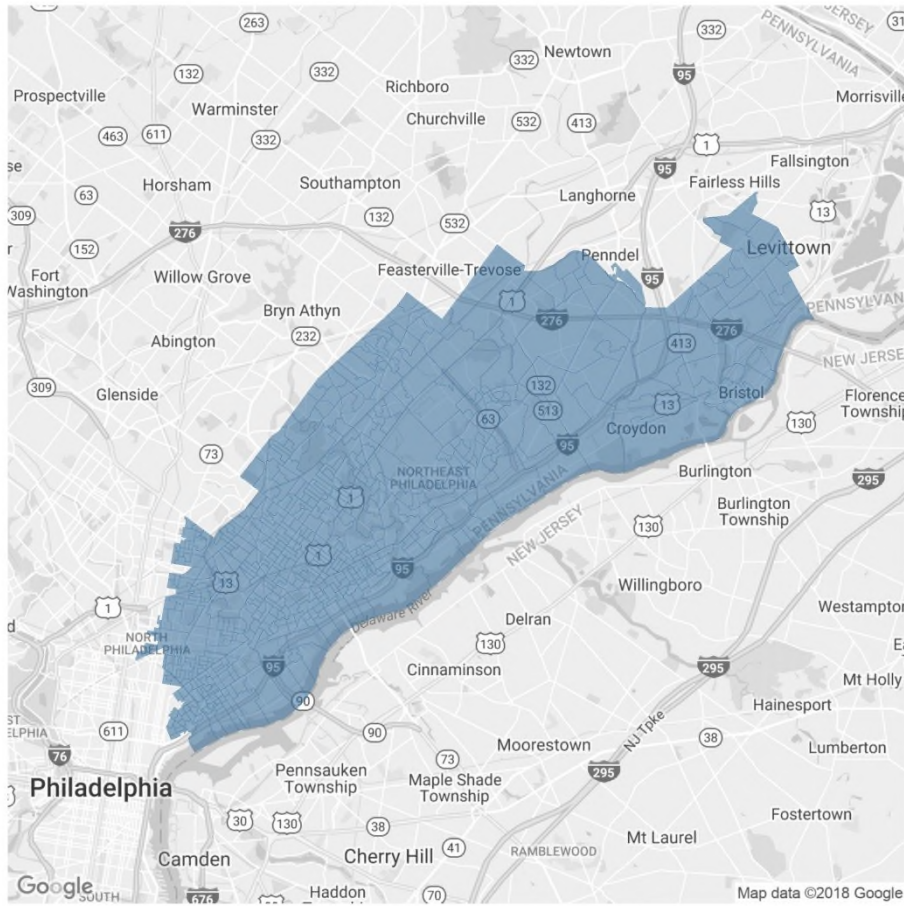 263
332
JERSEY
31
PENNSYLVANIA
JERSEY
Newtown
332
95
132
332
Richboro
Prospectville
Warminster
Churchville
Morrisville
463
611
332
532
413
1
Fallsington
95
Fairless Hills
Horsham
Southampton
Langhorne
63
309
132
532
13
276
152
Penndel
Levittown
Fort
Washington
Willow Grove
Feasterville-Trevose
95
1
PENNSYLVANIA
Bryn Athyn
276
276
232
Abington
413
NEW JERSEY
309
Glenside
132
13
Bristol
Florence
Township
513
63
Croydon
130
95
73
NORTHEAST
PHILADELPHIA
Burlington
295
1
PENNSYLVANIA
Burlington
Township
NEW JERSEY
130
1
95
13
Willingboro
1
Delaware River
Delran
Westampton
NORTH
PHILADELPHIA
130
95
Cinnaminson
295
Mt Holly
90
Hainesport
611
90
NJ Tpke
38
76
73
Moorestown
Lumberton
295
Philadelphia
Pennsauken
Township
Maple Shade
Township
30
130
38
Fostertown
41
Mt Laurel
Camden
Cherry Hill
RAMBLEWOOD
Google
SOUTH
676
Haddon
70
Map data ©2018 Google